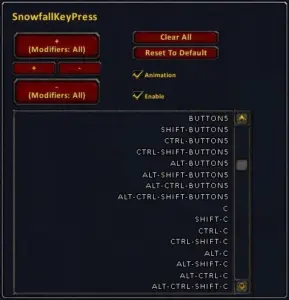 SnowfallKeyPress
+
(Modifiers: All)
Clear All
Reset To Default
+
-
Animation
-
(Modifiers: All)
Enable
BUTTON5
SHIFT-BUTTON5
CTRL-BUTTON5
CTRL-SHIFT-BUTTON5
ALT-BUTTON5
ALT-SHIFT-BUTTON5
ALT-CTRL-BUTTON5
ALT-CTRL-SHIFT-BUTTON5
C
SHIFT-C
CTRL-C
CTRL-SHIFT-C
ALT-C
ALT-SHIFT-C
ALT-CTRL-C
ALT-CTRL-SHIFT-C